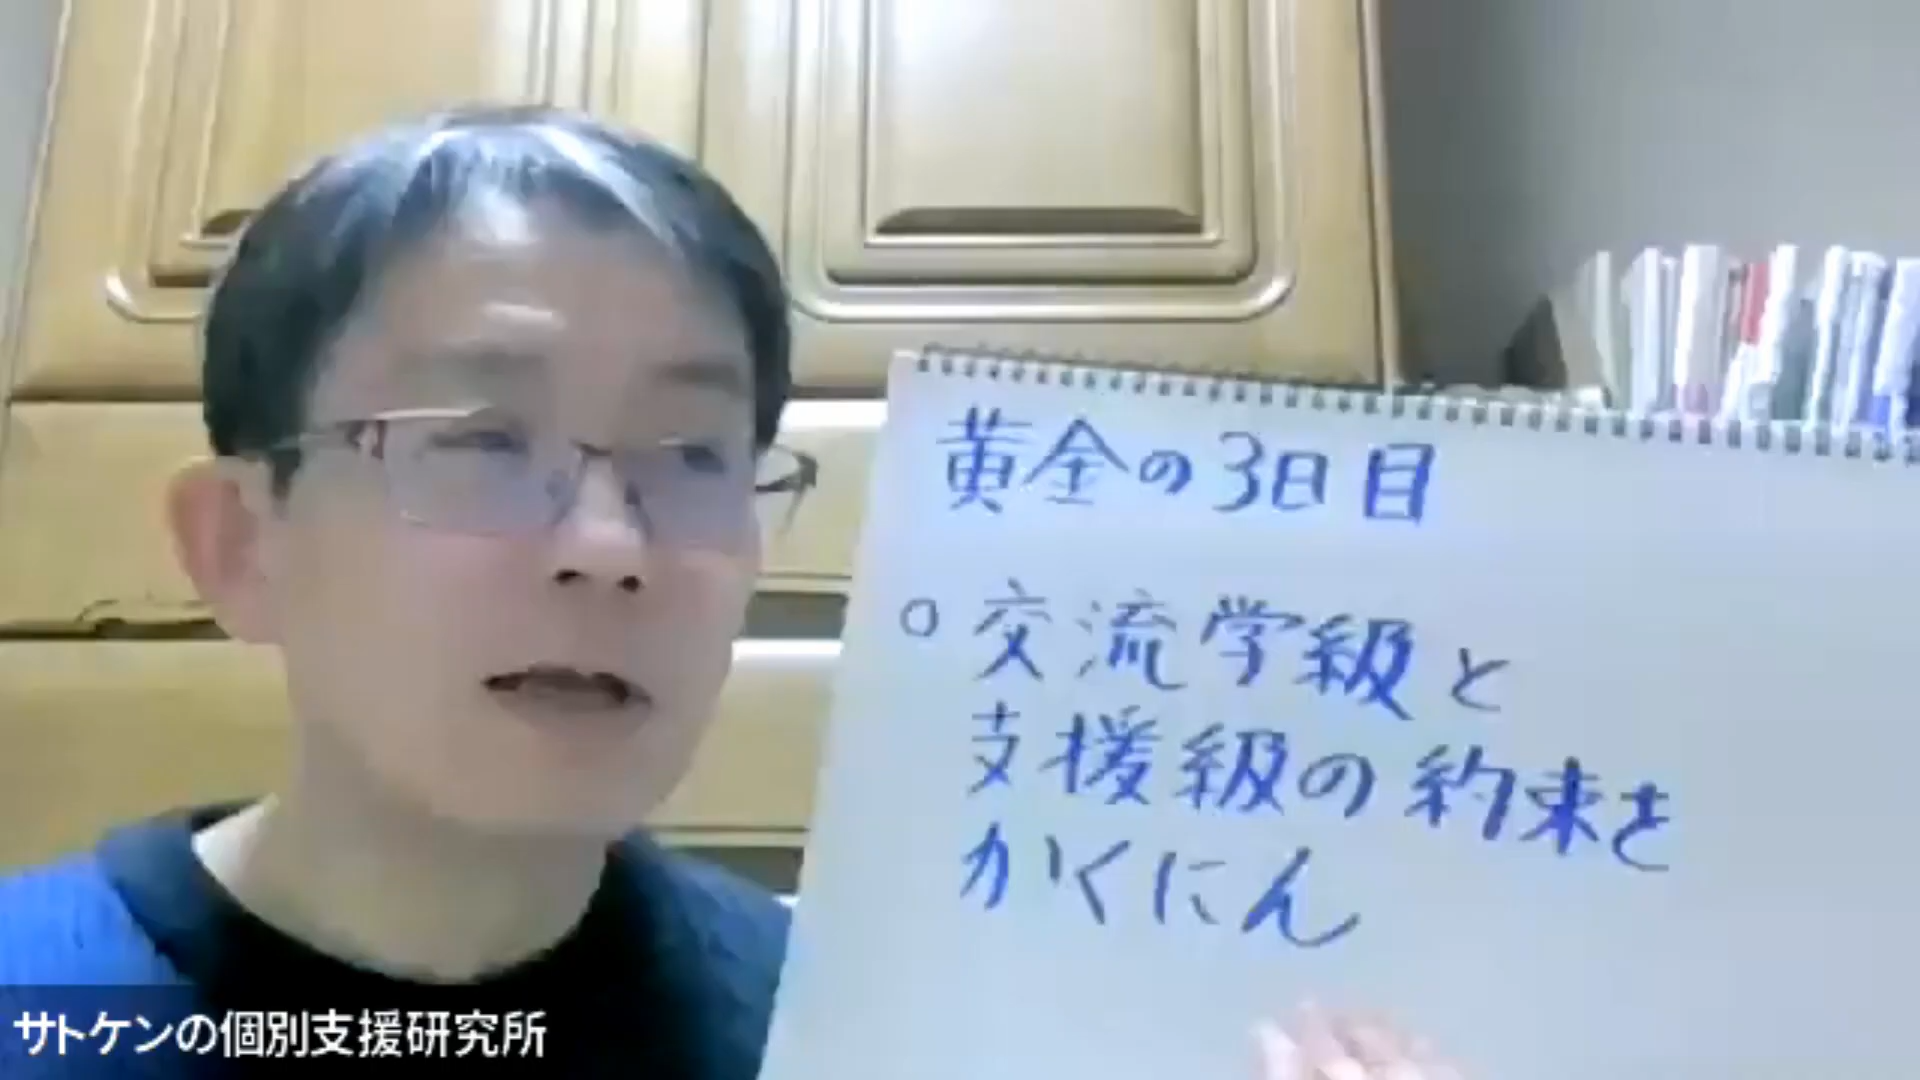 黄金の3日目
○交流学級と
支援級の約束を
かくにん
サトケンの個別支援研究所